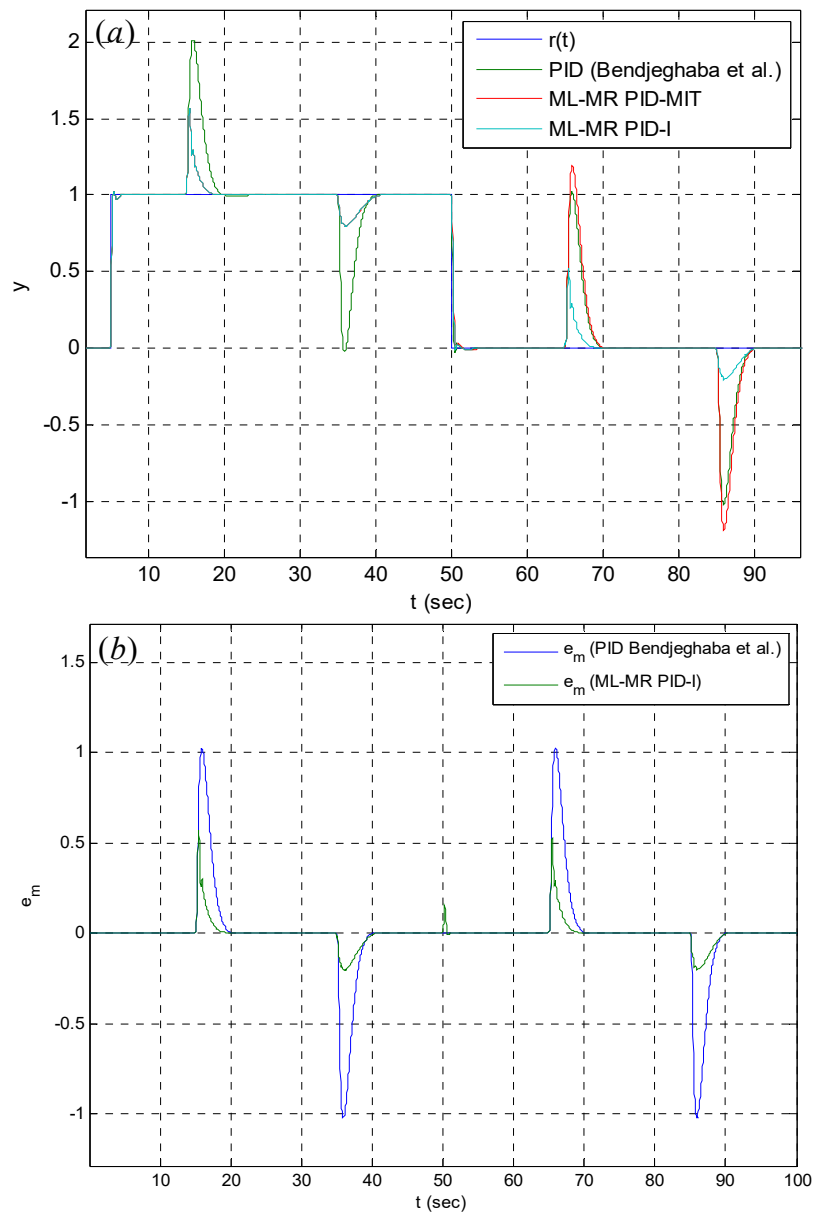 (a)
r(t)
PID (Bendjeghaba et al.)
ML-MR PID-MIT
ML-MR PID-I
2
1.5
1
0.5
0
-0.5
-1
y
10 20 30 40 50 60 70 80 90
t (sec)
(b)
e_m (PID Bendjeghaba et al.)
e_m (ML-MR PID-I)
1.5
1
0.5
0
-0.5
-1
e_m
10 20 30 40 50 60 70 80 90 100
t (sec)